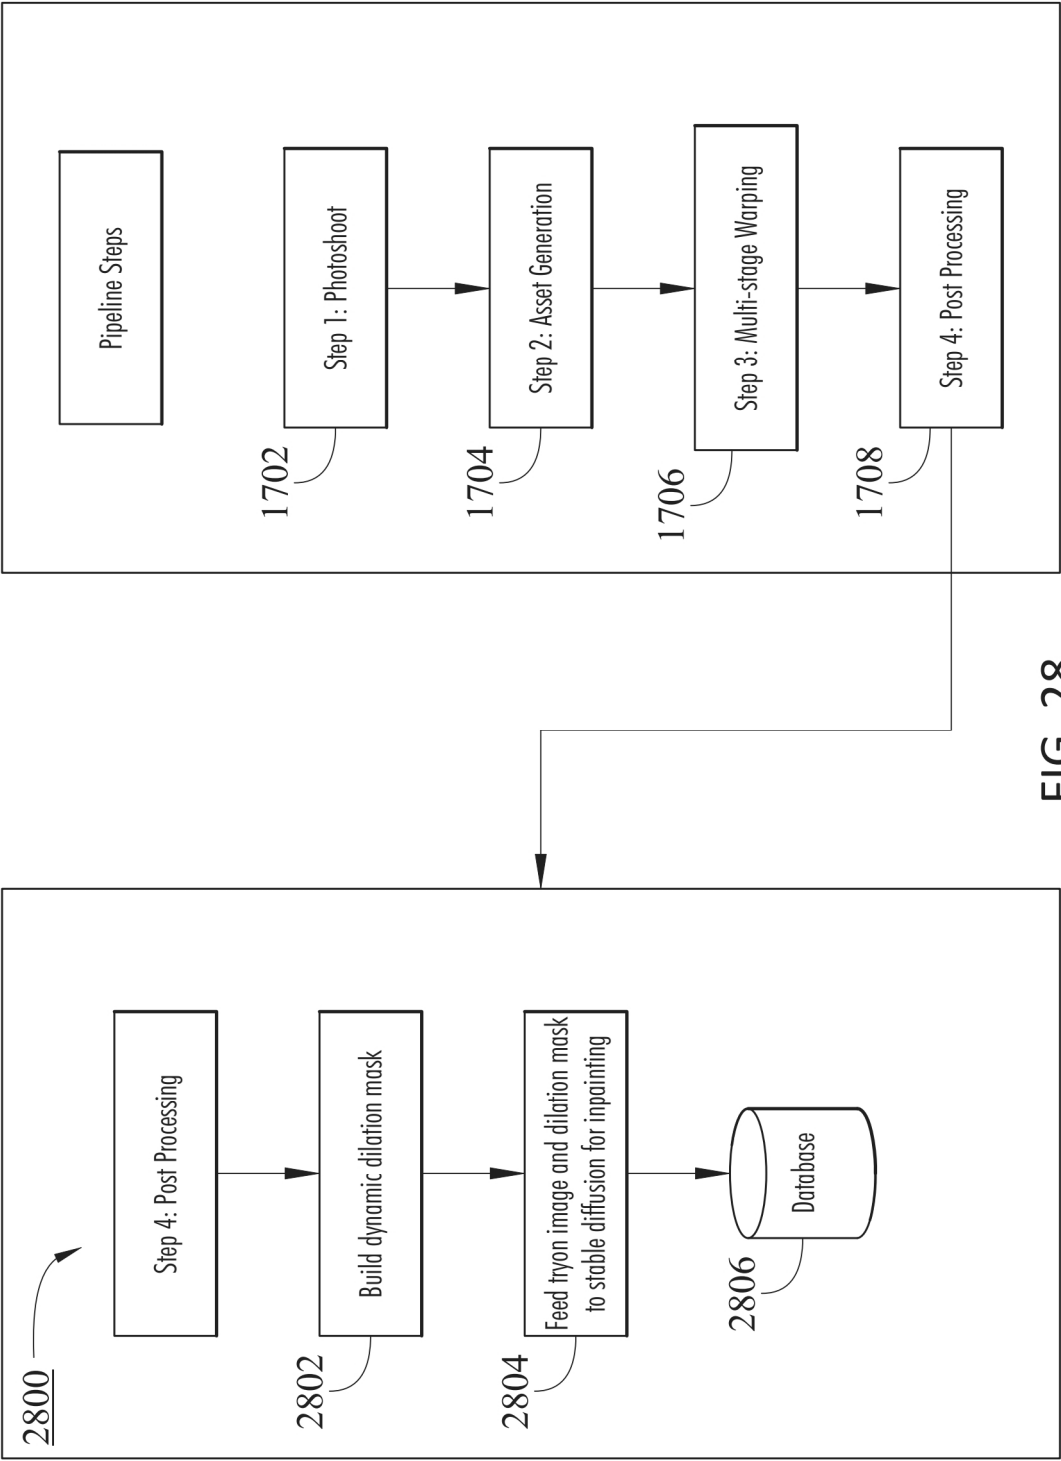 2800
Step 4: Post Processing
2802
Build dynamic dilation mask
2804
Feed tryon image and dilation mask
to stable diffusion for inpainting
2806
Database
Pipeline Steps
1702
Step 1: Photoshoot
1704
Step 2: Asset Generation
1706
Step 3: Multi-stage Warping
1708
Step 4: Post Processing
FIG. 28